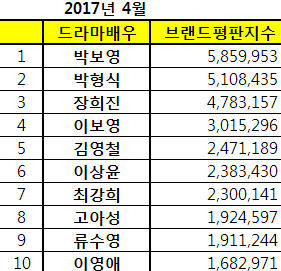 2017년 4월
드라마배우 브랜드평판지수
1 박보영 5,859,953
2 박형식 5,108,435
3 장희진 4,783,157
4 이보영 3,015,296
5 김영철 2,471,189
6 이상윤 2,383,430
7 최강희 2,300,141
8 고아성 1,924,597
9 류수영 1,911,244
10 이영애 1,682,971